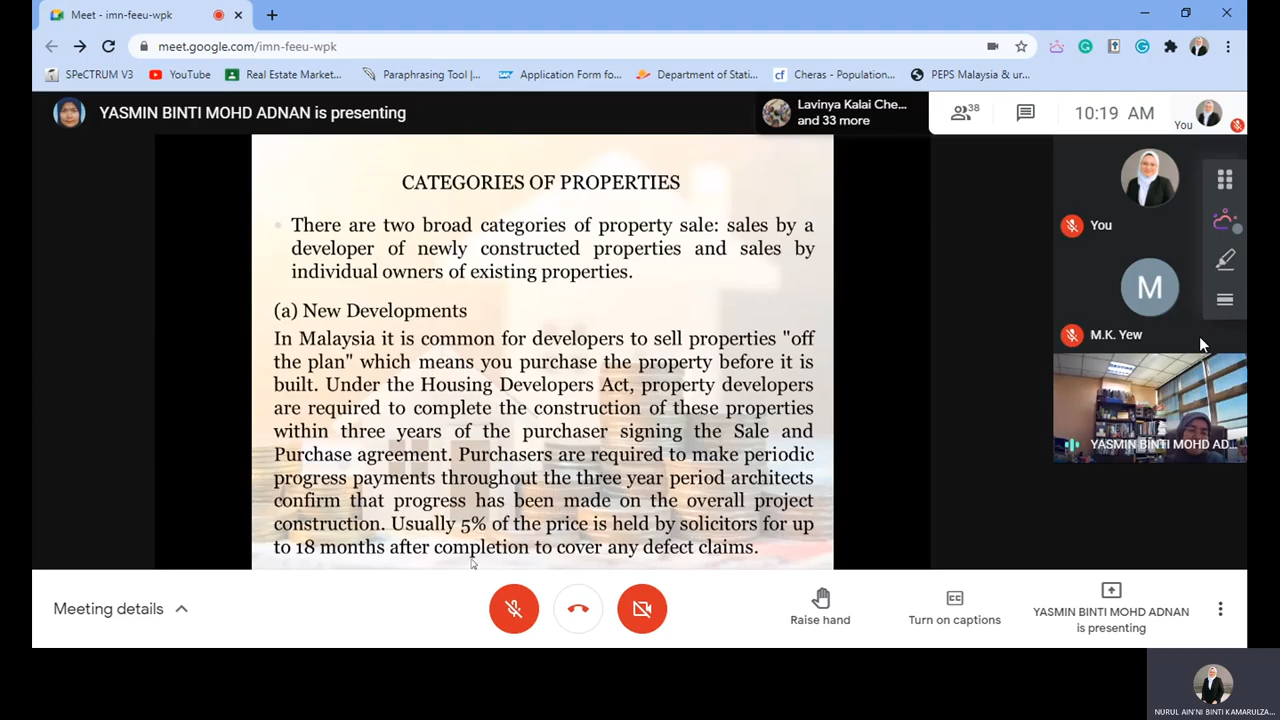 Meet - imn-feeu-wpk
meet.google.com/imn-feeu-wpk
SPeCTRUM V3
YouTube
Real Estate Market...
Paraphrasing Tool |...
Application Form fo...
Department of Stati...
Cheras - Population...
PEPS Malaysia & ur...
YASMIN BINTI MOHD ADNAN is presenting
Lavinya Kalai Che...
and 33 more
38
10:19 AM
You
CATEGORIES OF PROPERTIES
There are two broad categories of property sale: sales by a
developer of newly constructed properties and sales by
individual owners of existing properties.
(a) New Developments
In Malaysia it is common for developers to sell properties "off
the plan" which means you purchase the property before it is
built. Under the Housing Developers Act, property developers
are required to complete the construction of these properties
within three years of the purchaser signing the Sale and
Purchase agreement. Purchasers are required to make periodic
progress payments throughout the three year period architects
confirm that progress has been made on the overall project
construction. Usually 5% of the price is held by solicitors for up
to 18 months after completion to cover any defect claims.
You
M
M.K. Yew
YASMIN BINTI MOHD AD...
Meeting details
Raise hand
Turn on captions
YASMIN BINTI MOHD ADNAN
is presenting
NURUL AIN'NI BINTI KAMARULZA...